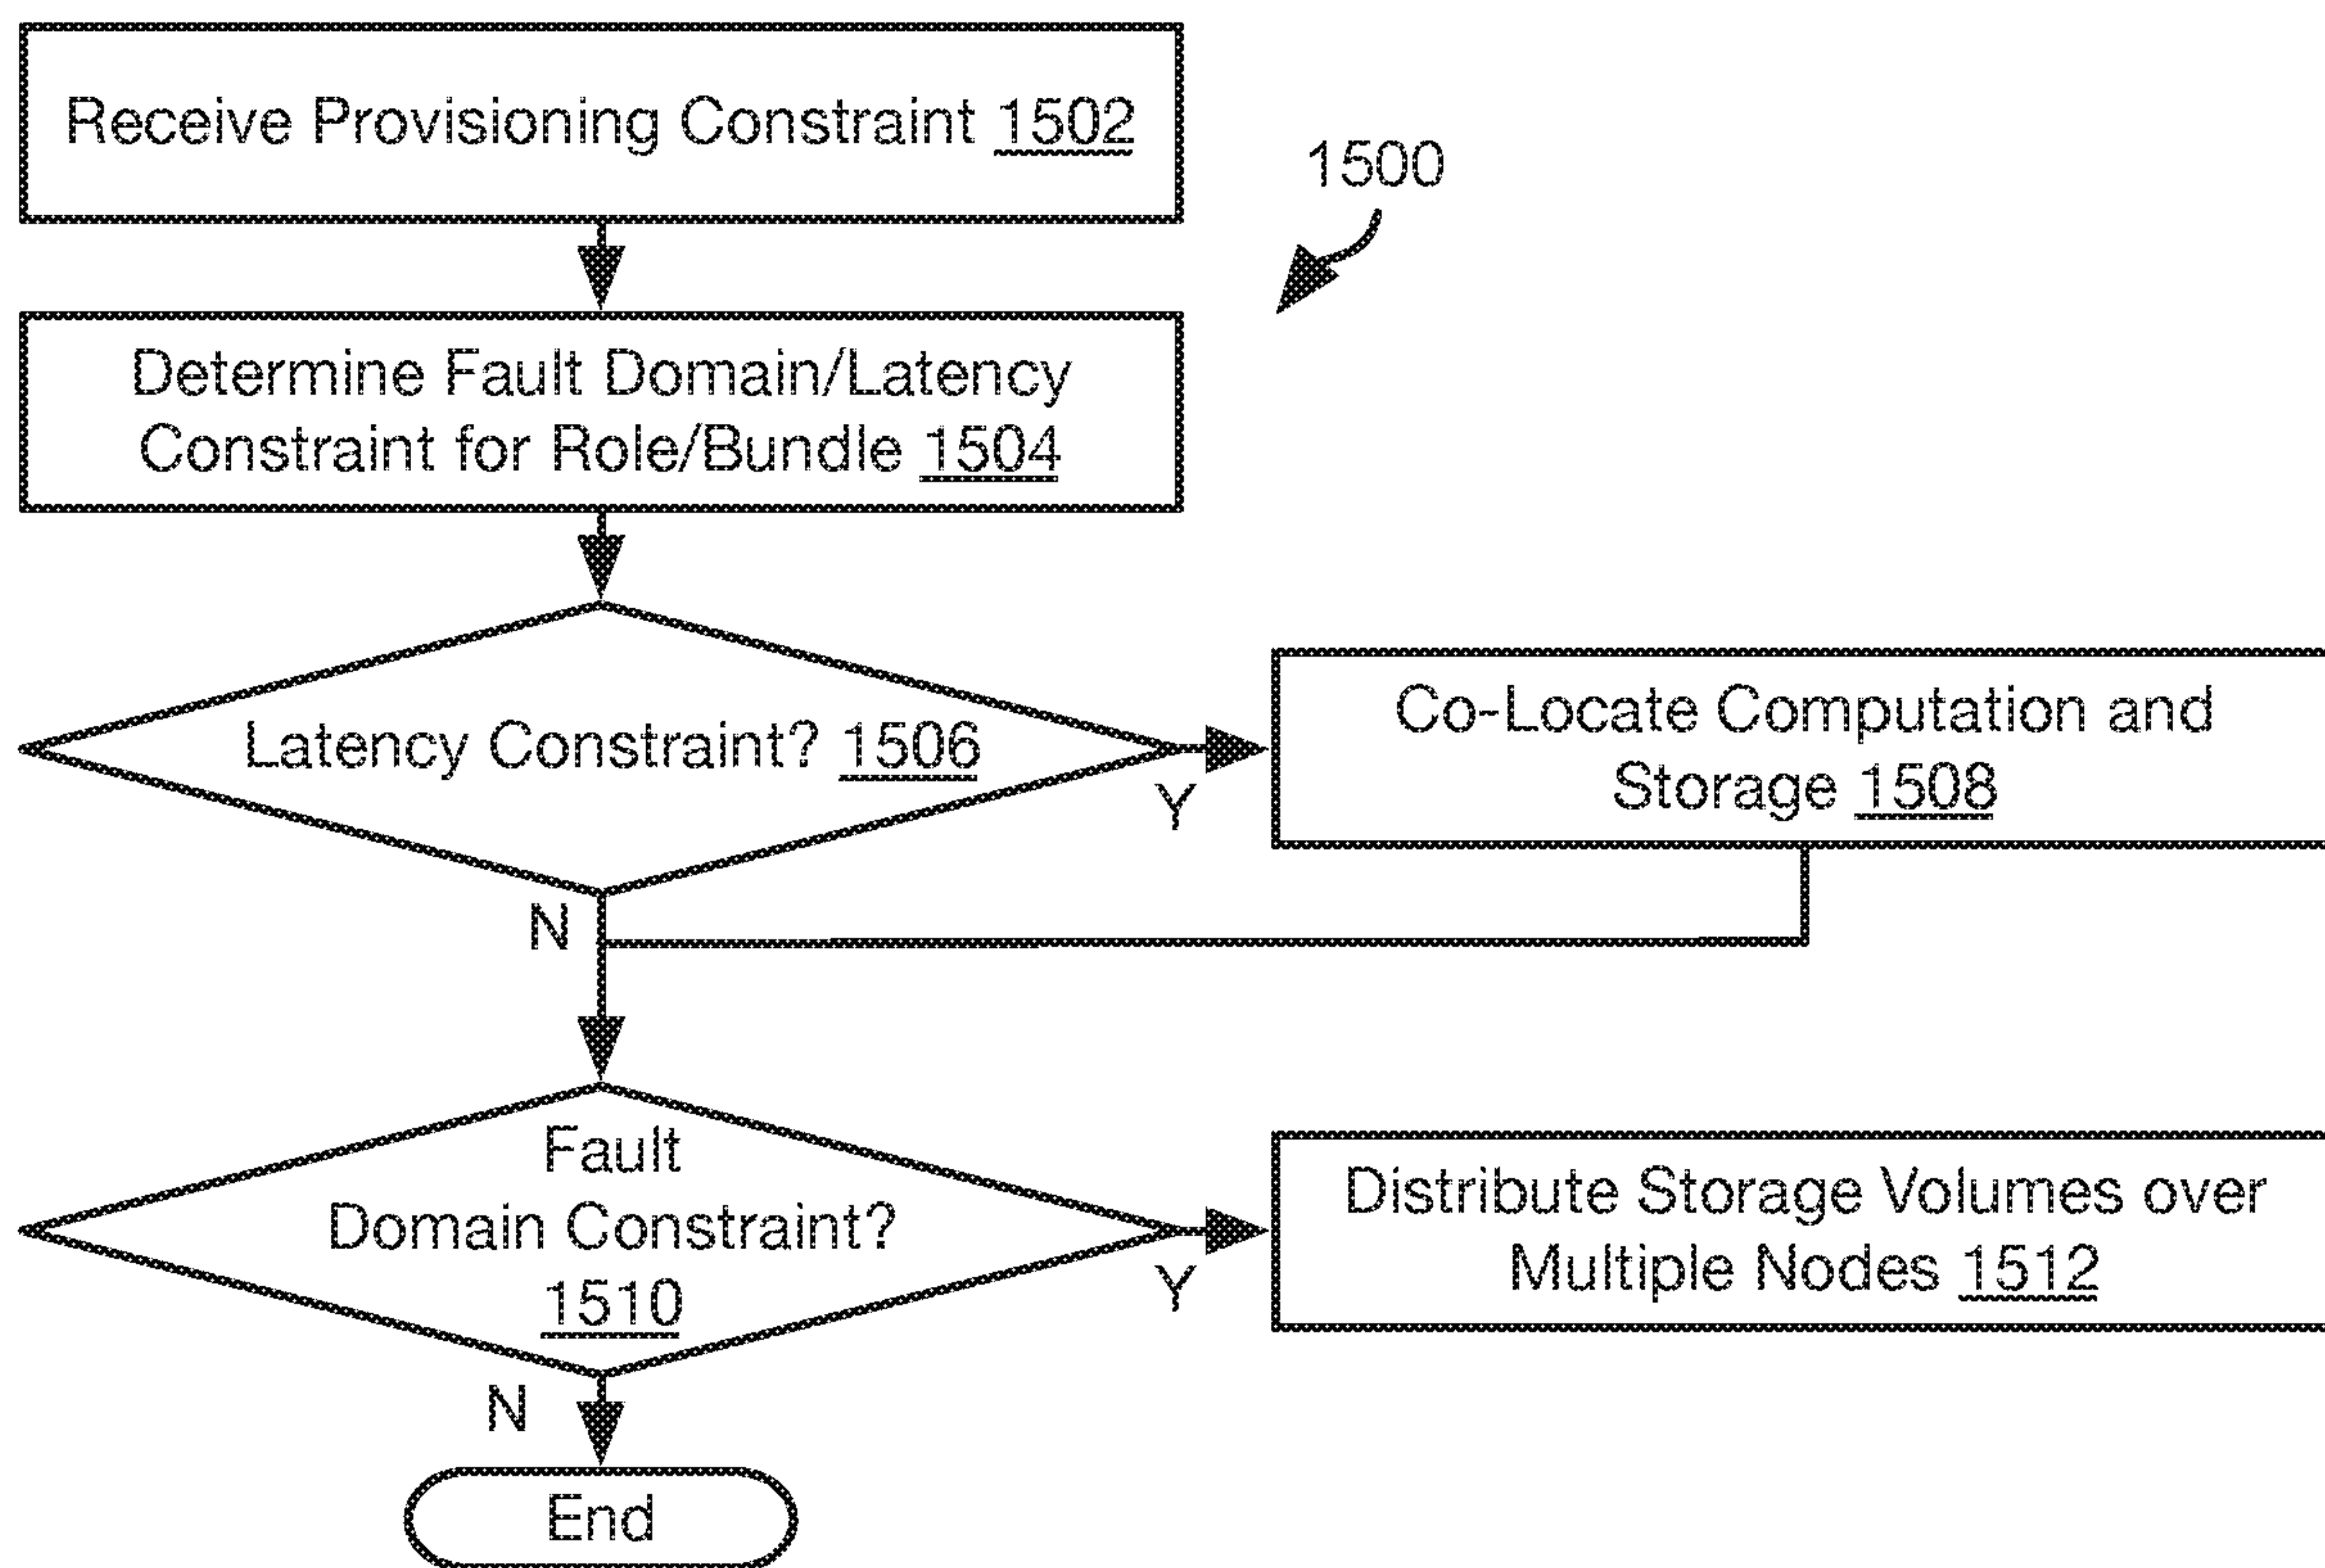 Receive Provisioning Constraint 1502
1500
Determine Fault Domain/Latency
Constraint for Role/Bundle 1504
Latency Constraint? 1506
Y
Co-Locate Computation and
Storage 1508
N
Fault
Domain Constraint?
1510
Y
Distribute Storage Volumes over
Multiple Nodes 1512
N
End